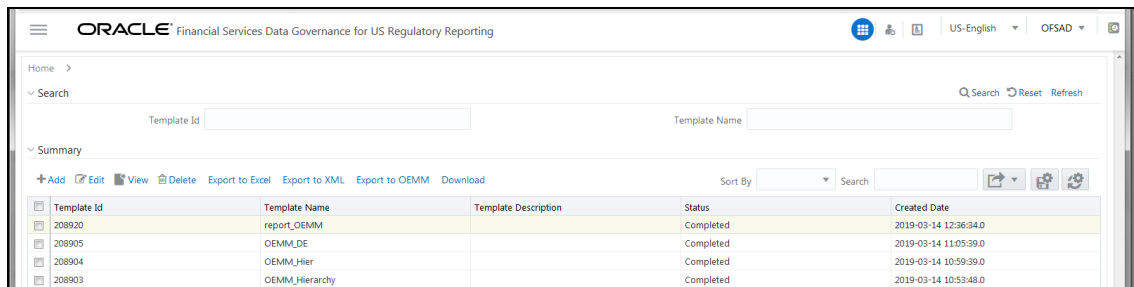 ORACLE Financial Services Data Governance for US Regulatory Reporting US-English OFSAD
Home >
Search Search Reset Refresh
Template Id Template Name
Summary
Add Edit View Delete Export to Excel Export to XML Export to OEMM Download Sort By Search
Template Id Template Name Template Description Status Created Date
208920 report_OEMM Completed 2019-03-14 12:36:34.0
208905 OEMM_DE Completed 2019-03-14 11:05:39.0
208904 OEMM_Hier Completed 2019-03-14 10:59:39.0
208903 OEMM_Hierarchy Completed 2019-03-14 10:53:48.0